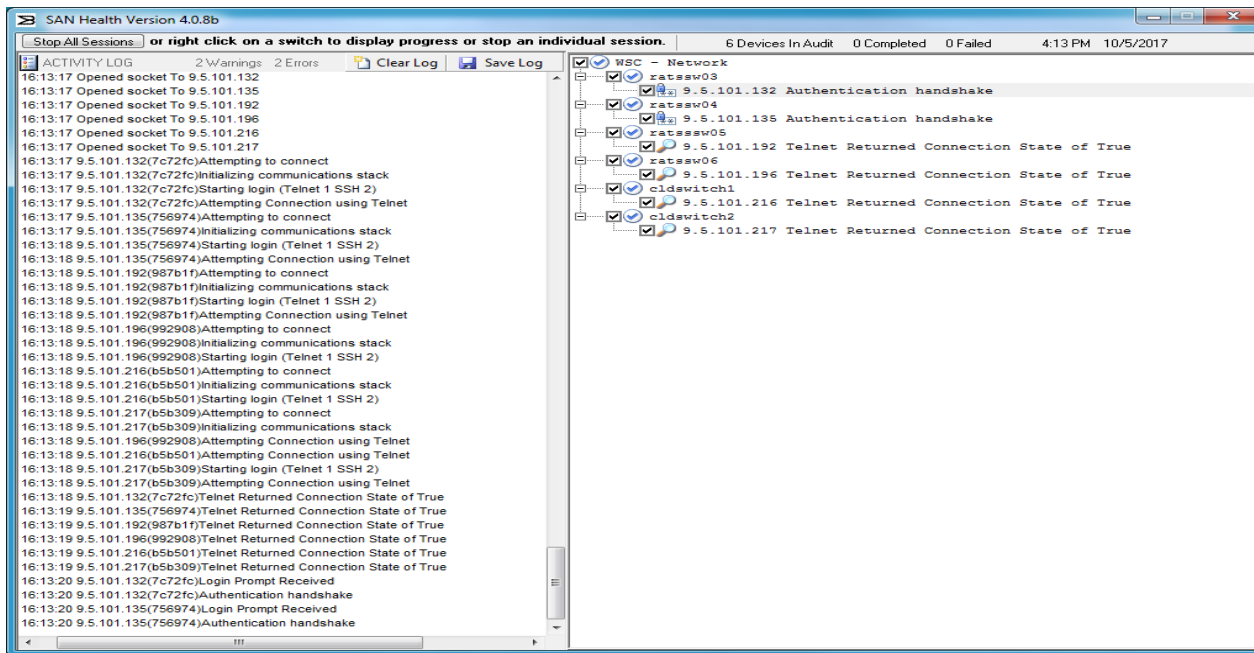 SAN Health Version 4.0.8b
Stop All Sessions or right click on a switch to display progress or stop an individual session. 6 Devices In Audit 0 Completed 0 Failed 4:13 PM 10/5/2017
ACTIVITY LOG 2 Warnings 2 Errors Clear Log Save Log
16:13:17 Opened socket To 9.5.101.132
16:13:17 Opened socket To 9.5.101.135
16:13:17 Opened socket To 9.5.101.192
16:13:17 Opened socket To 9.5.101.196
16:13:17 Opened socket To 9.5.101.216
16:13:17 Opened socket To 9.5.101.217
16:13:17 9.5.101.132(7c72fc)Attempting to connect
16:13:17 9.5.101.132(7c72fc)Initializing communications stack
16:13:17 9.5.101.132(7c72fc)Starting login (Telnet 1 SSH 2)
16:13:17 9.5.101.132(7c72fc)Attempting Connection using Telnet
16:13:17 9.5.101.135(756974)Attempting to connect
16:13:18 9.5.101.135(756974)Initializing communications stack
16:13:18 9.5.101.135(756974)Starting login (Telnet 1 SSH 2)
16:13:18 9.5.101.135(756974)Attempting Connection using Telnet
16:13:18 9.5.101.192(987b1f)Attempting to connect
16:13:18 9.5.101.192(987b1f)Initializing communications stack
16:13:18 9.5.101.192(987b1f)Starting login (Telnet 1 SSH 2)
16:13:18 9.5.101.192(987b1f)Attempting Connection using Telnet
16:13:18 9.5.101.196(992908)Attempting to connect
16:13:18 9.5.101.196(992908)Initializing communications stack
16:13:18 9.5.101.196(992908)Starting login (Telnet 1 SSH 2)
16:13:18 9.5.101.216(b5b501)Attempting to connect
16:13:18 9.5.101.216(b5b501)Initializing communications stack
16:13:18 9.5.101.216(b5b501)Starting login (Telnet 1 SSH 2)
16:13:18 9.5.101.217(b5b309)Attempting to connect
16:13:18 9.5.101.217(b5b309)Initializing communications stack
16:13:18 9.5.101.196(992908)Attempting Connection using Telnet
16:13:18 9.5.101.216(b5b501)Attempting Connection using Telnet
16:13:18 9.5.101.217(b5b309)Starting login (Telnet 1 SSH 2)
16:13:18 9.5.101.217(b5b309)Attempting Connection using Telnet
16:13:18 9.5.101.132(7c72fc)Telnet Returned Connection State of True
16:13:19 9.5.101.135(756974)Telnet Returned Connection State of True
16:13:19 9.5.101.192(987b1f)Telnet Returned Connection State of True
16:13:19 9.5.101.196(992908)Telnet Returned Connection State of True
16:13:19 9.5.101.216(b5b501)Telnet Returned Connection State of True
16:13:19 9.5.101.217(b5b309)Telnet Returned Connection State of True
16:13:20 9.5.101.132(7c72fc)Login Prompt Received
16:13:20 9.5.101.132(7c72fc)Authentication handshake
16:13:20 9.5.101.135(756974)Login Prompt Received
16:13:20 9.5.101.135(756974)Authentication handshake
WSC - Network
ratssw03
9.5.101.132 Authentication handshake
ratssw04
9.5.101.135 Authentication handshake
ratsssw05
9.5.101.192 Telnet Returned Connection State of True
ratssw06
9.5.101.196 Telnet Returned Connection State of True
cldswitch1
9.5.101.216 Telnet Returned Connection State of True
cldswitch2
9.5.101.217 Telnet Returned Connection State of True